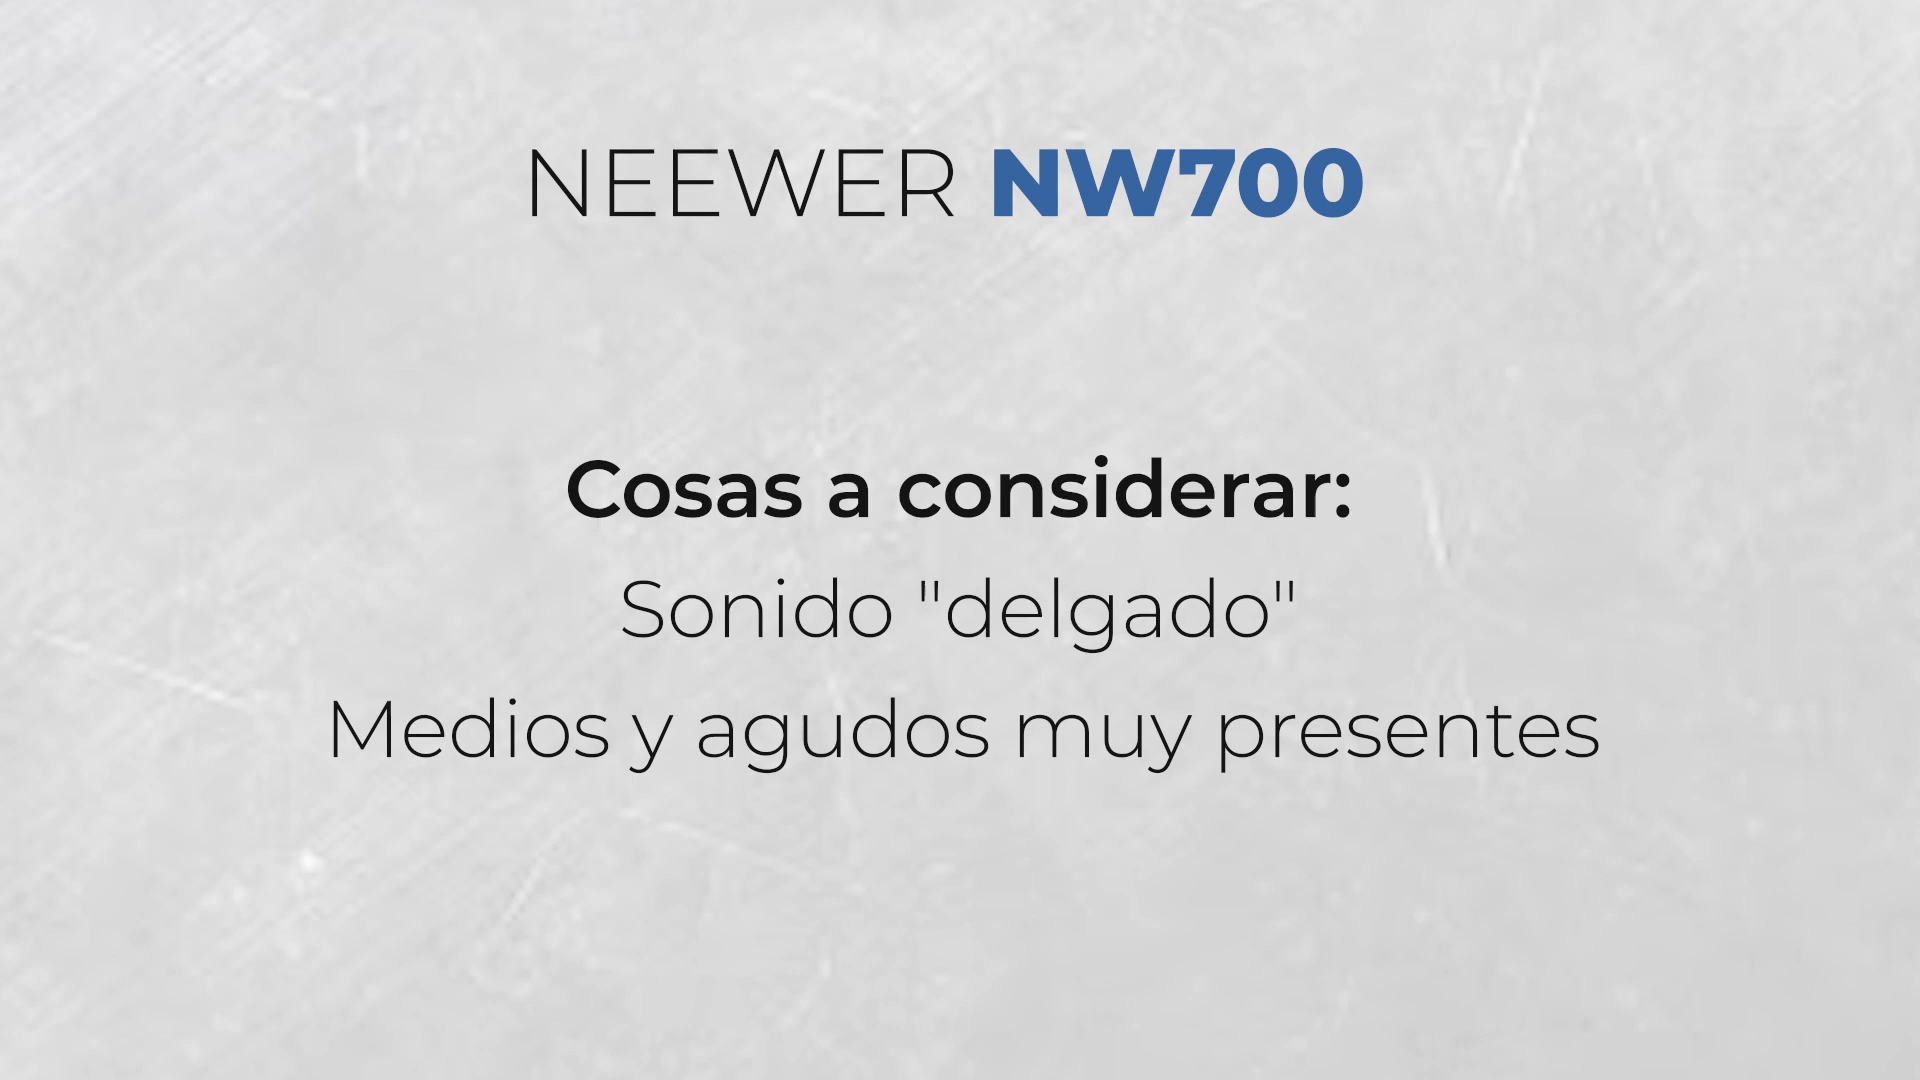 NEEWER NW700
Cosas a considerar:
Sonido "delgado"
Medios y agudos muy presentes